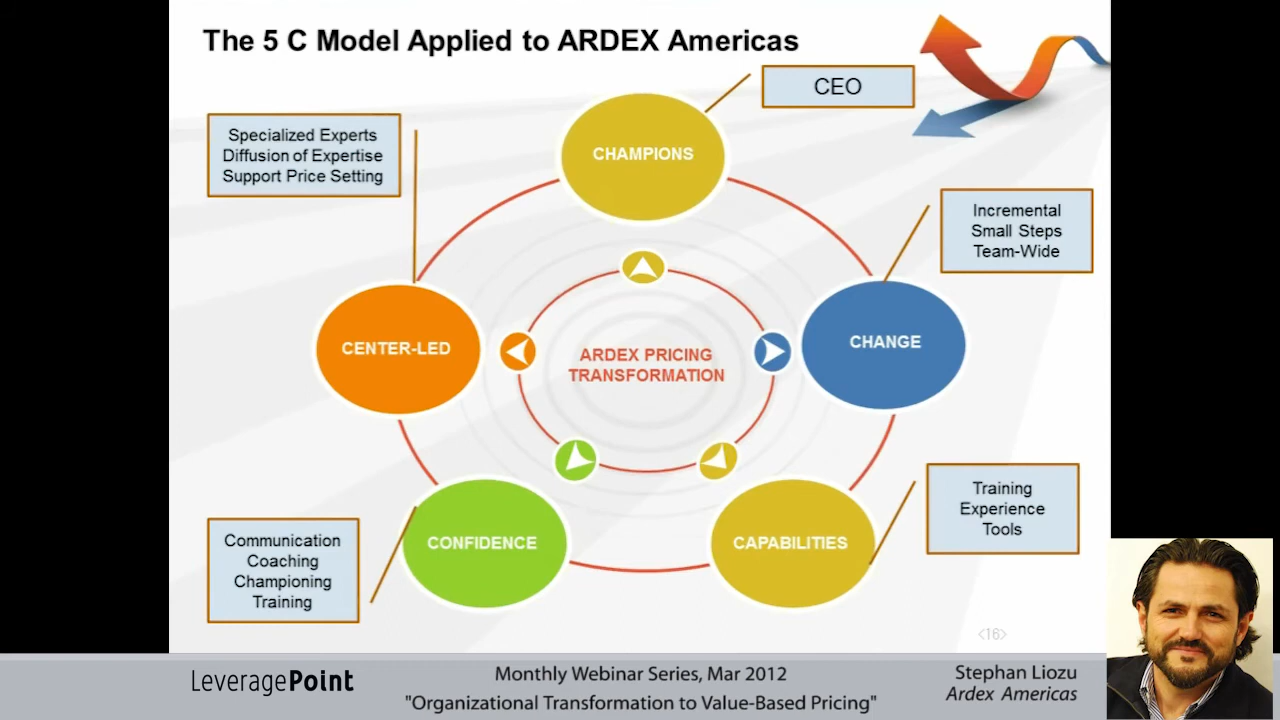 The 5 C Model Applied to ARDEX Americas
CEO
Specialized Experts
Diffusion of Expertise
Support Price Setting
CHAMPIONS
Incremental
Small Steps
Team-Wide
CENTER-LED
ARDEX PRICING
TRANSFORMATION
CHANGE
Training
Experience
Tools
Communication
Coaching
Championing
Training
CONFIDENCE
CAPABILITIES
<16>
LeveragePoint
Monthly Webinar Series, Mar 2012
"Organizational Transformation to Value-Based Pricing"
Stephan Liozu
Ardex Americas